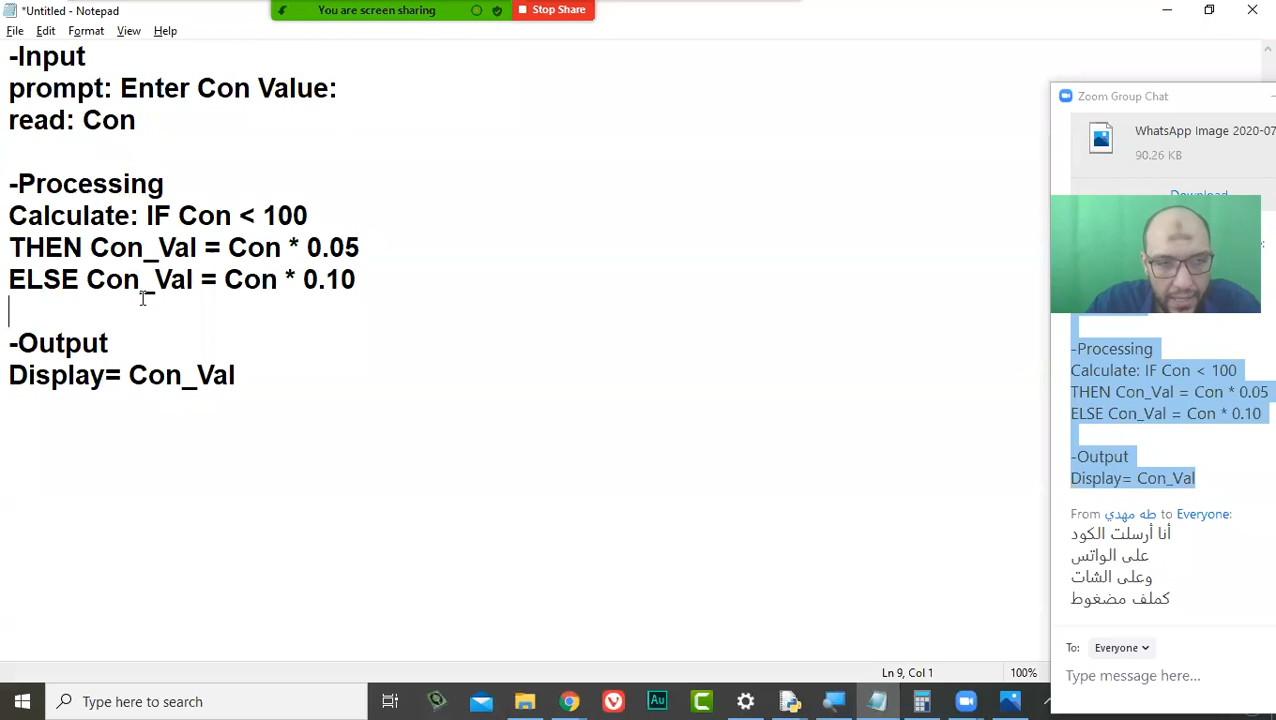 *Untitled - Notepad
You are screen sharing
Stop Share
File Edit Format View Help
-Input
prompt: Enter Con Value:
read: Con
-Processing
Calculate: IF Con < 100
THEN Con_Val = Con * 0.05
ELSE Con_Val = Con * 0.10
-Output
Display= Con_Val
Zoom Group Chat
WhatsApp Image 2020-07
90.26 KB
Download
-Processing
Calculate: IF Con < 100
THEN Con_Val = Con * 0.05
ELSE Con_Val = Con * 0.10
-Output
Display= Con_Val
From طه مهدي to Everyone:
أنا أرسلت الكود
على الواتس
وعلى الشات
كملف مضغوط
To: Everyone
Type message here...
Ln 9, Col 1
100%
Type here to search
Au